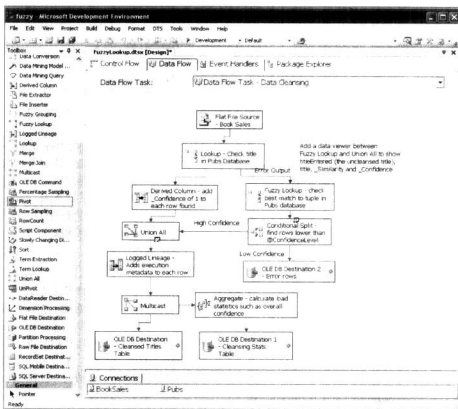 fuzzy - Microsoft Development Environment
File Edit View Project Build Debug Format DTS Tools Window Help
Development
Default
Toolbox
Data Conversion
Data Mining Model ...
Data Mining Query
Derived Column
File Extractor
File Inserter
Fuzzy Grouping
Fuzzy Lookup
Logged Lineage
Lookup
Merge
Merge Join
Multicast
OLE DB Command
Percentage Sampling
Pivot
Row Sampling
RowCount
Script Component
Slowly Changing Di...
Sort
Term Extraction
Term Lookup
Union All
UnPivot
DataReader Destin...
Dimension Processing
Flat File Destination
OLE DB Destination
Partition Processing
Raw File Destination
RecordSet Destinat...
SQL Mobile Destina...
SQL Server Destina...
General
Pointer
Ready
FuzzyLookup.dtsx [Design]*
Control Flow
Data Flow
Event Handlers
Package Explorer
Data Flow Task:
Data Flow Task - Data Cleansing
Flat File Source
- Book Sales
Lookup - Check title
in Pubs Database
Error Output
Add a data viewer between
Fuzzy Lookup and Union All to show
titleEntered (the uncleansed title),
title, _Similarity and _Confidence
Derived Column - add
_Confidence of 1 to
each row found
Fuzzy Lookup - check
best match to tuple in
Pubs database
High Confidence
Union All
Conditional Split -
find rows lower than
@ConfidenceLevel
Low Confidence
Logged Lineage -
Adds execution
metadata to each row
OLE DB Destination 2
- Error rows
Multicast
Aggregate - calculate load
statistics such as overall
confidence
OLE DB Destination
- Cleansed Titles
Table
OLE DB Destination 1
- Cleansing Stats
Table
Connections
BookSales
Pubs